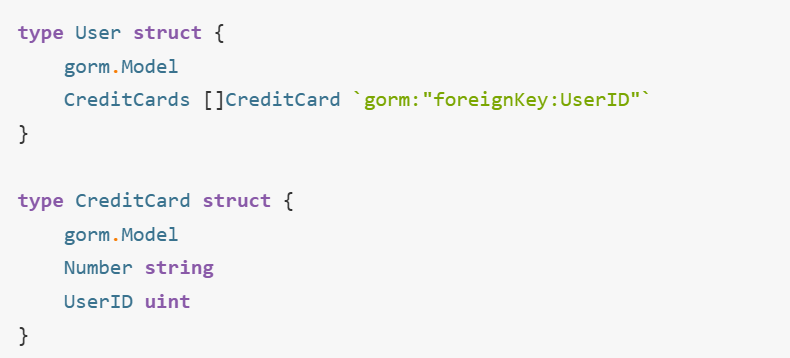 type User struct {
    gorm.Model
    CreditCards []CreditCard `gorm:"foreignKey:UserID"`
}

type CreditCard struct {
    gorm.Model
    Number string
    UserID uint
}